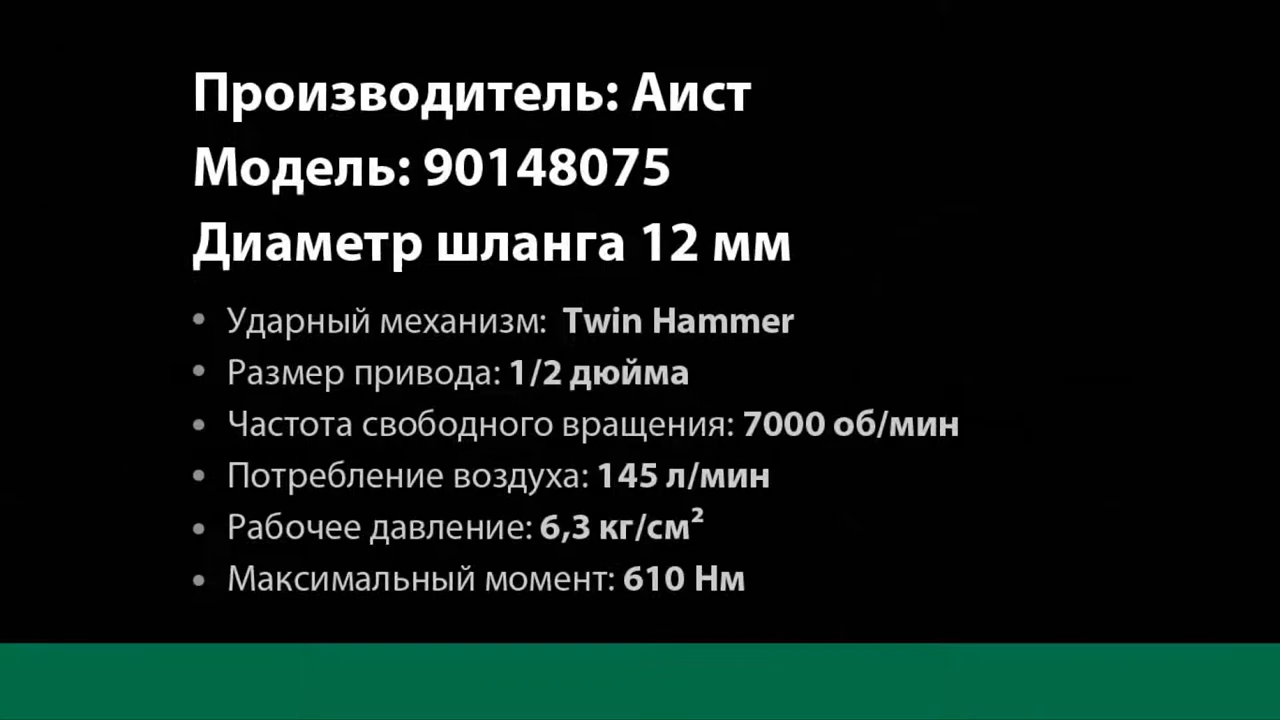 Производитель: Аист
Модель: 90148075
Диаметр шланга 12 мм
• Ударный механизм: Twin Hammer
• Размер привода: 1/2 дюйма
• Частота свободного вращения: 7000 об/мин
• Потребление воздуха: 145 л/мин
• Рабочее давление: 6,3 кг/см²
• Максимальный момент: 610 Нм